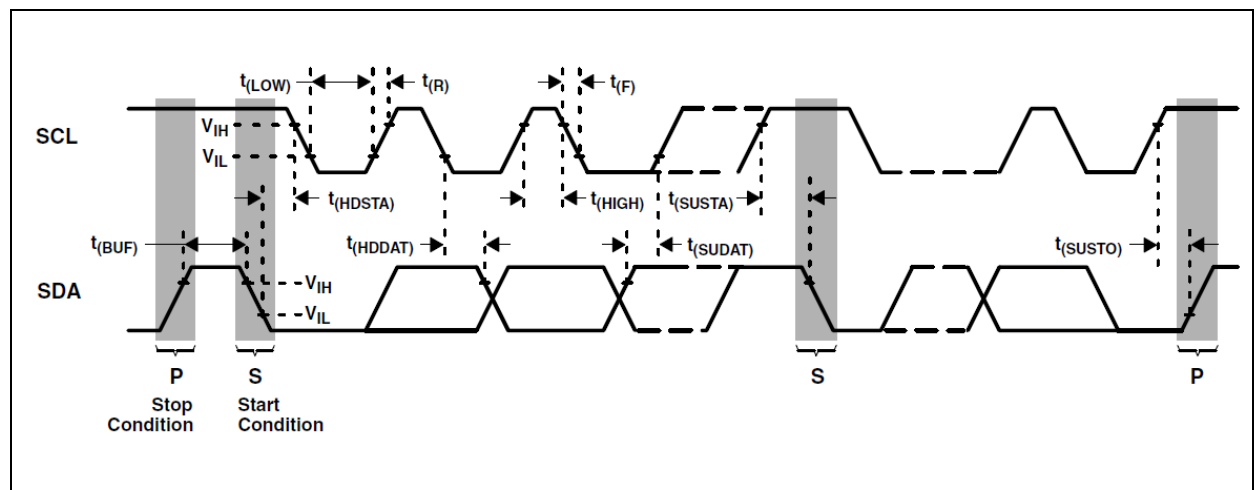 t(LOW)
t(R)
t(F)
SCL
VIH
VIL
t(HDSTA)
t(HIGH)
t(SUSTA)
t(BUF)
t(HDDAT)
t(SUDAT)
t(SUSTO)
SDA
VIH
VIL
P
S
S
P
Stop
Condition
Start
Condition